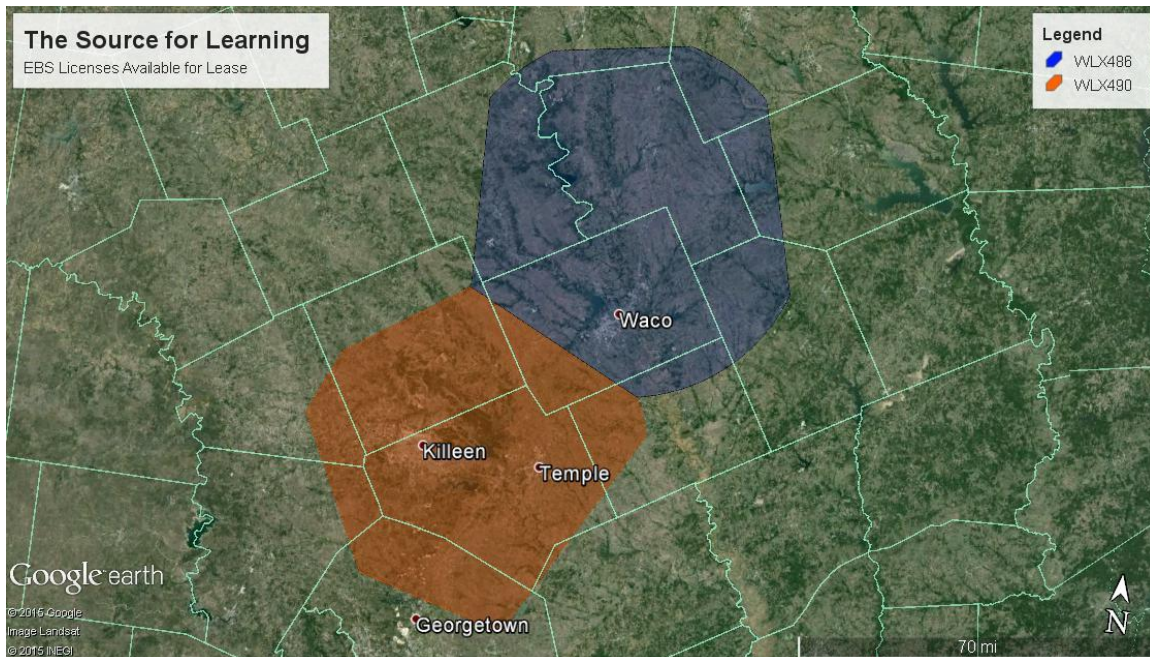 The Source for Learning
EBS Licenses Available for Lease
Legend
WLX486
WLX490
Waco
Killeen
Temple
Georgetown
Google earth
© 2015 Google
Image Landsat
© 2015 INEGI
N
70 mi